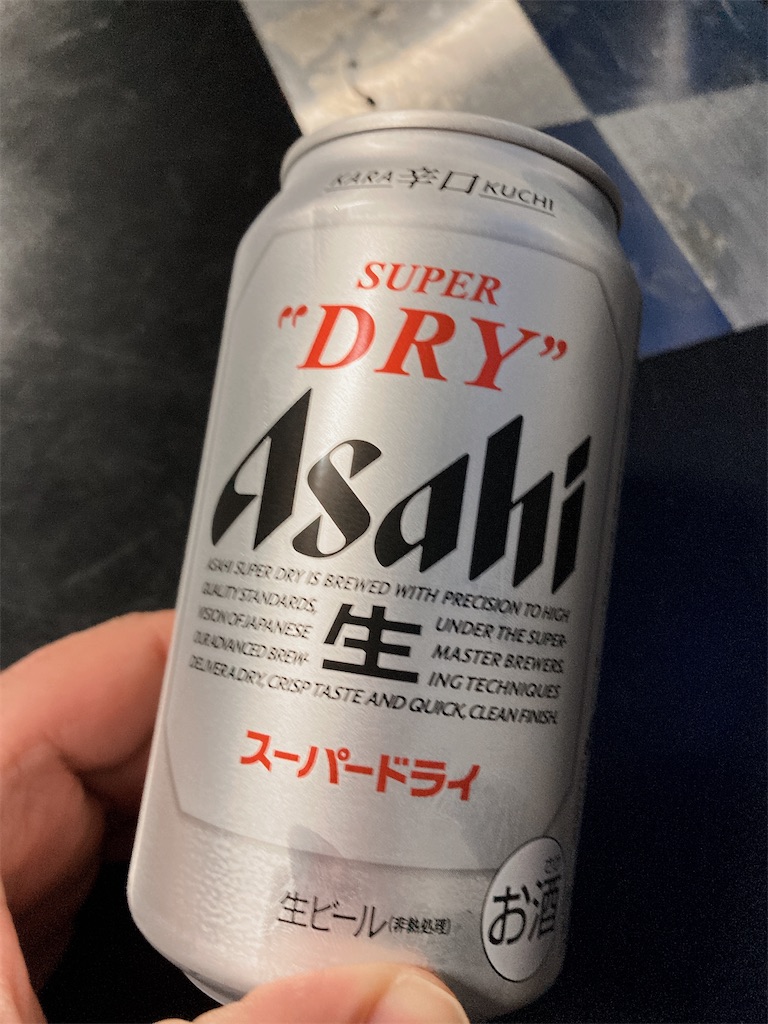 KARA 辛口 KUCHI
SUPER
“DRY”
Asahi
ASAHI SUPER DRY IS BREWED WITH PRECISION TO HIGH
QUALITY STANDARDS, UNDER THE SUPER-
VISION OF JAPANESE MASTER BREWERS.
OUR ADVANCED BREW- ING TECHNIQUES
DELIVER A DRY, CRISP TASTE AND QUICK, CLEAN FINISH.
生
スーパードライ
生ビール(非熱処理)
お酒